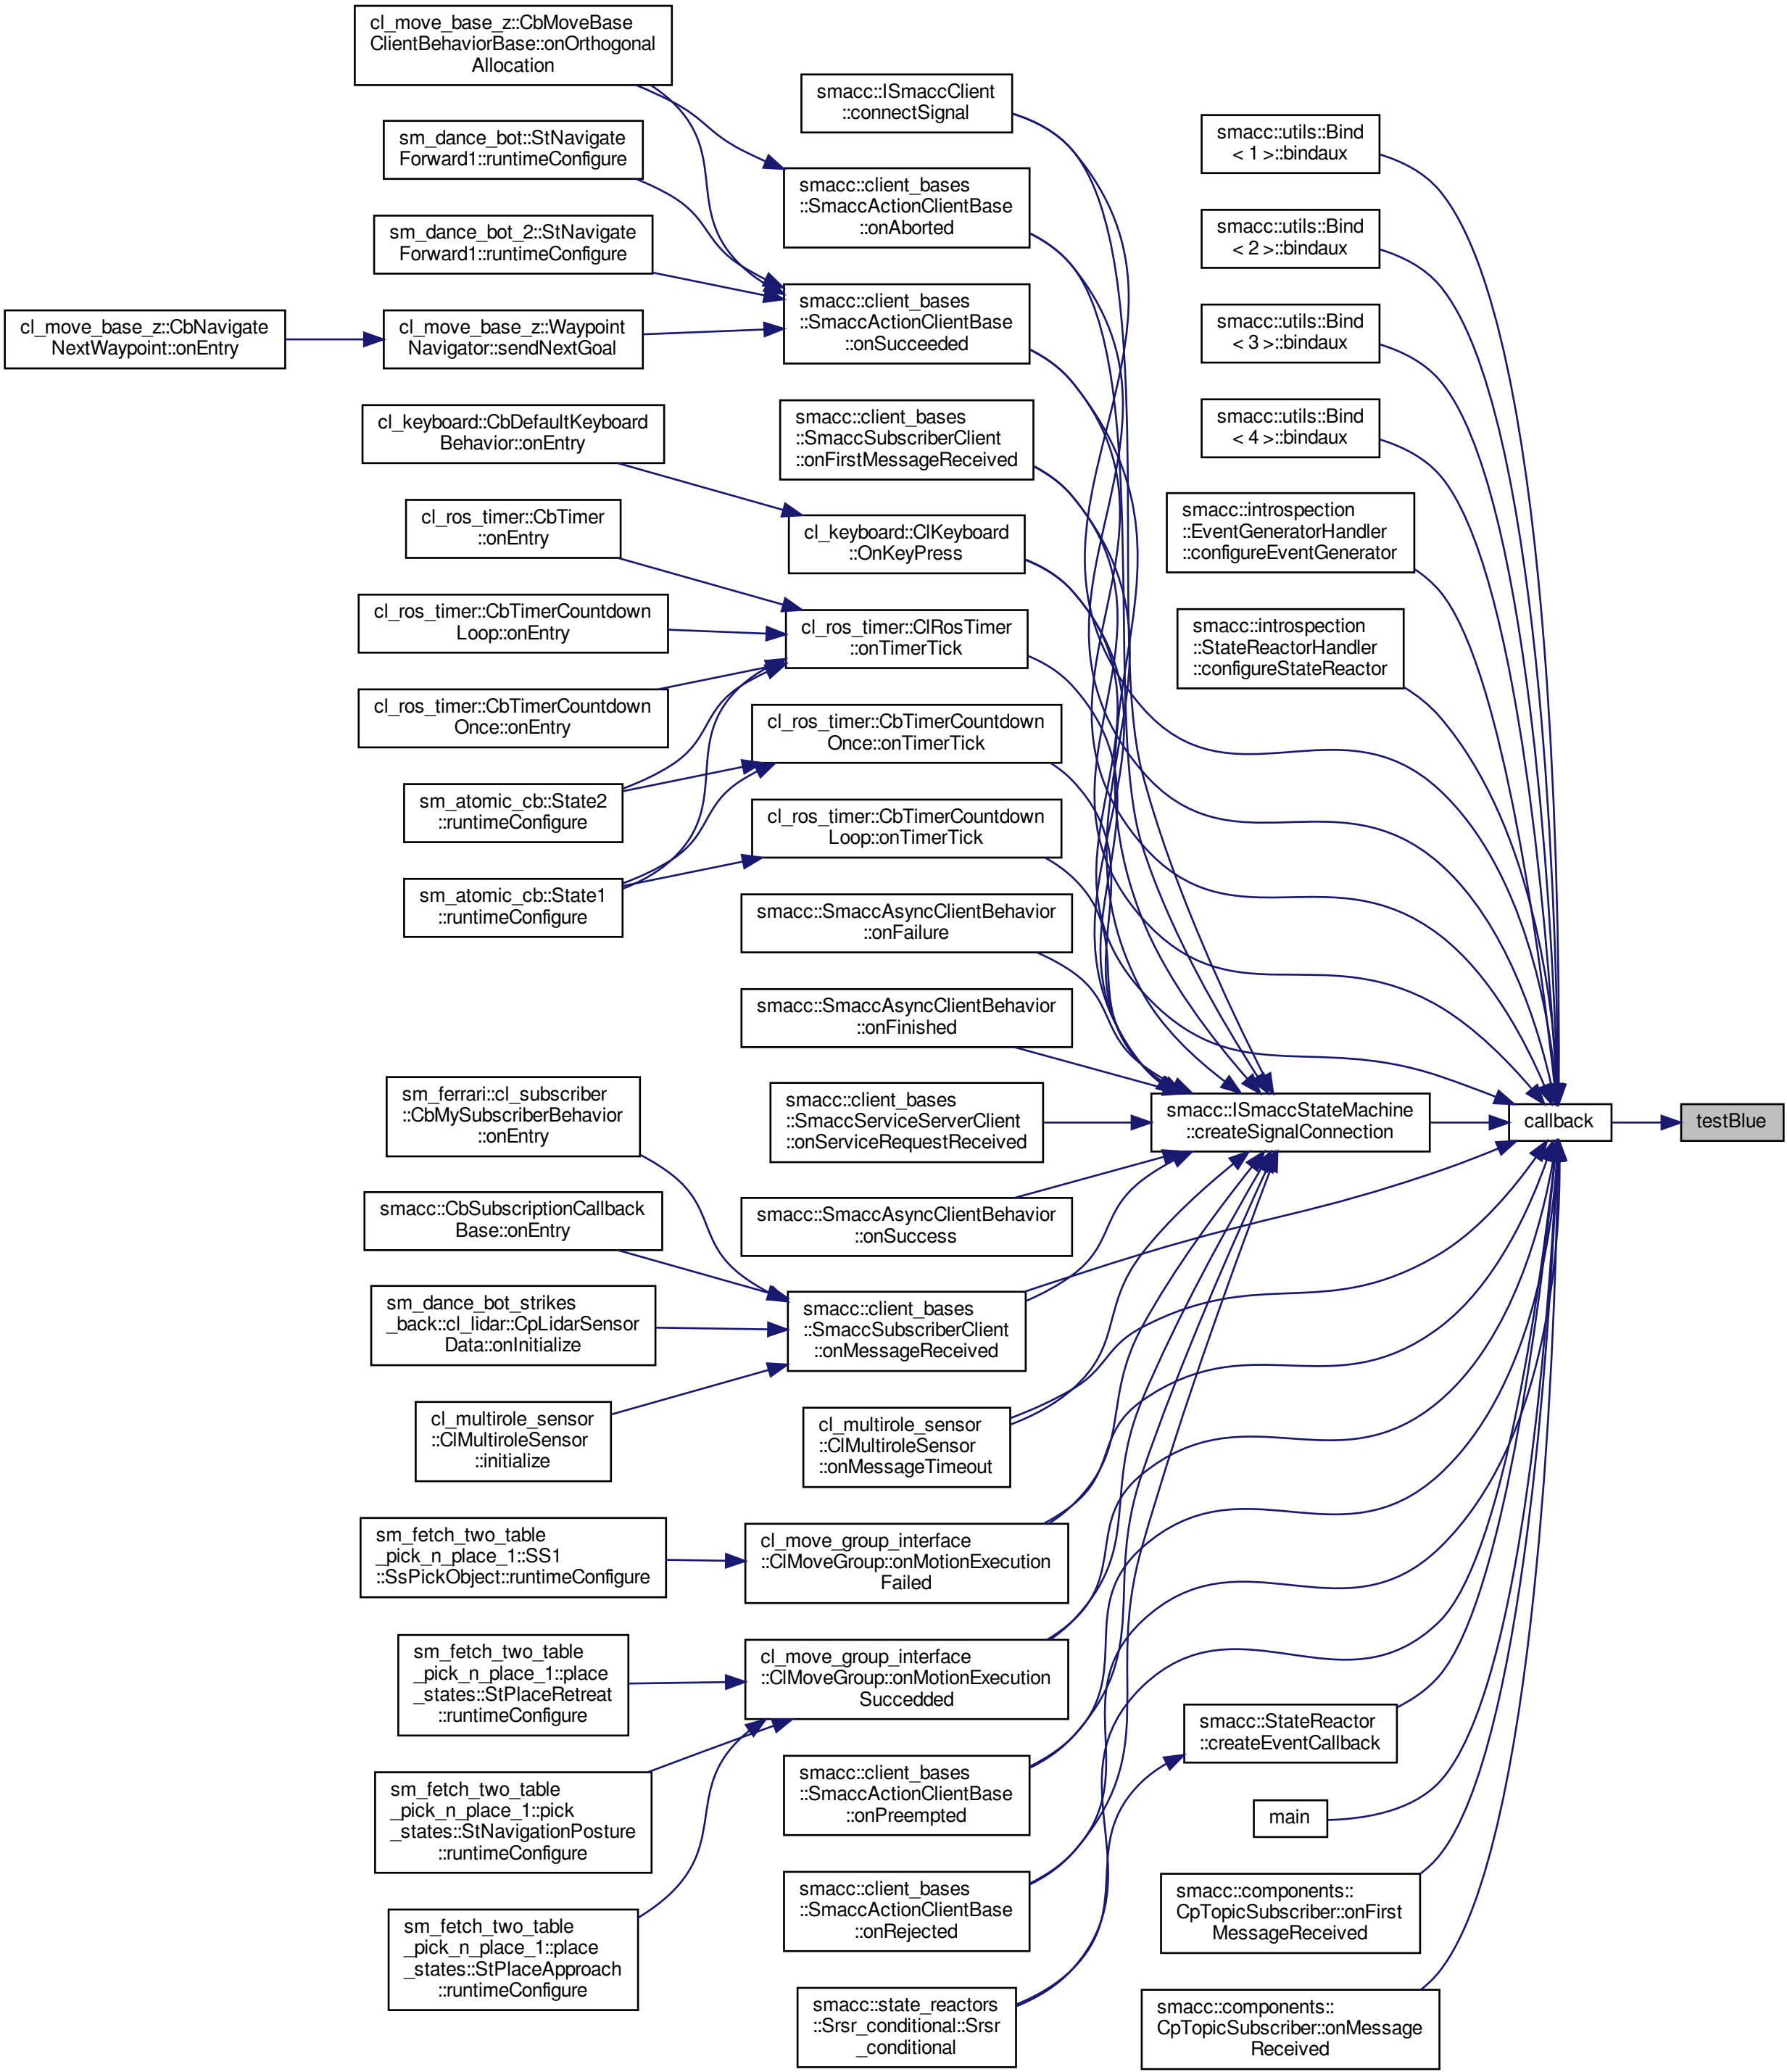 cl_move_base_z::CbMoveBase
ClientBehaviorBase::onOrthogonal
Allocation
sm_dance_bot::StNavigate
Forward1::runtimeConfigure
sm_dance_bot_2::StNavigate
Forward1::runtimeConfigure
cl_move_base_z::CbNavigate
NextWaypoint::onEntry
cl_move_base_z::Waypoint
Navigator::sendNextGoal
cl_keyboard::CbDefaultKeyboard
Behavior::onEntry
cl_ros_timer::CbTimer
::onEntry
cl_ros_timer::CbTimerCountdown
Loop::onEntry
cl_ros_timer::CbTimerCountdown
Once::onEntry
sm_atomic_cb::State2
::runtimeConfigure
sm_atomic_cb::State1
::runtimeConfigure
sm_ferrari::cl_subscriber
::CbMySubscriberBehavior
::onEntry
smacc::CbSubscriptionCallback
Base::onEntry
sm_dance_bot_strikes
_back::cl_lidar::CpLidarSensor
Data::onInitialize
cl_multirole_sensor
::ClMultiroleSensor
::initialize
sm_fetch_two_table
_pick_n_place_1::SS1
::SsPickObject::runtimeConfigure
sm_fetch_two_table
_pick_n_place_1::place
_states::StPlaceRetreat
::runtimeConfigure
sm_fetch_two_table
_pick_n_place_1::pick
_states::StNavigationPosture
::runtimeConfigure
sm_fetch_two_table
_pick_n_place_1::place
_states::StPlaceApproach
::runtimeConfigure
smacc::ISmaccClient
::connectSignal
smacc::client_bases
::SmaccActionClientBase
::onAborted
smacc::client_bases
::SmaccActionClientBase
::onSucceeded
smacc::client_bases
::SmaccSubscriberClient
::onFirstMessageReceived
cl_keyboard::ClKeyboard
::OnKeyPress
cl_ros_timer::ClRosTimer
::onTimerTick
cl_ros_timer::CbTimerCountdown
Once::onTimerTick
cl_ros_timer::CbTimerCountdown
Loop::onTimerTick
smacc::SmaccAsyncClientBehavior
::onFailure
smacc::SmaccAsyncClientBehavior
::onFinished
smacc::client_bases
::SmaccServiceServerClient
::onServiceRequestReceived
smacc::SmaccAsyncClientBehavior
::onSuccess
smacc::client_bases
::SmaccSubscriberClient
::onMessageReceived
cl_multirole_sensor
::ClMultiroleSensor
::onMessageTimeout
cl_move_group_interface
::ClMoveGroup::onMotionExecution
Failed
cl_move_group_interface
::ClMoveGroup::onMotionExecution
Succedded
smacc::client_bases
::SmaccActionClientBase
::onPreempted
smacc::client_bases
::SmaccActionClientBase
::onRejected
smacc::state_reactors
::Srsr_conditional::Srsr
_conditional
smacc::utils::Bind
< 1 >::bindaux
smacc::utils::Bind
< 2 >::bindaux
smacc::utils::Bind
< 3 >::bindaux
smacc::utils::Bind
< 4 >::bindaux
smacc::introspection
::EventGeneratorHandler
::configureEventGenerator
smacc::introspection
::StateReactorHandler
::configureStateReactor
smacc::ISmaccStateMachine
::createSignalConnection
smacc::StateReactor
::createEventCallback
main
smacc::components::
CpTopicSubscriber::onFirst
MessageReceived
smacc::components::
CpTopicSubscriber::onMessage
Received
callback
testBlue